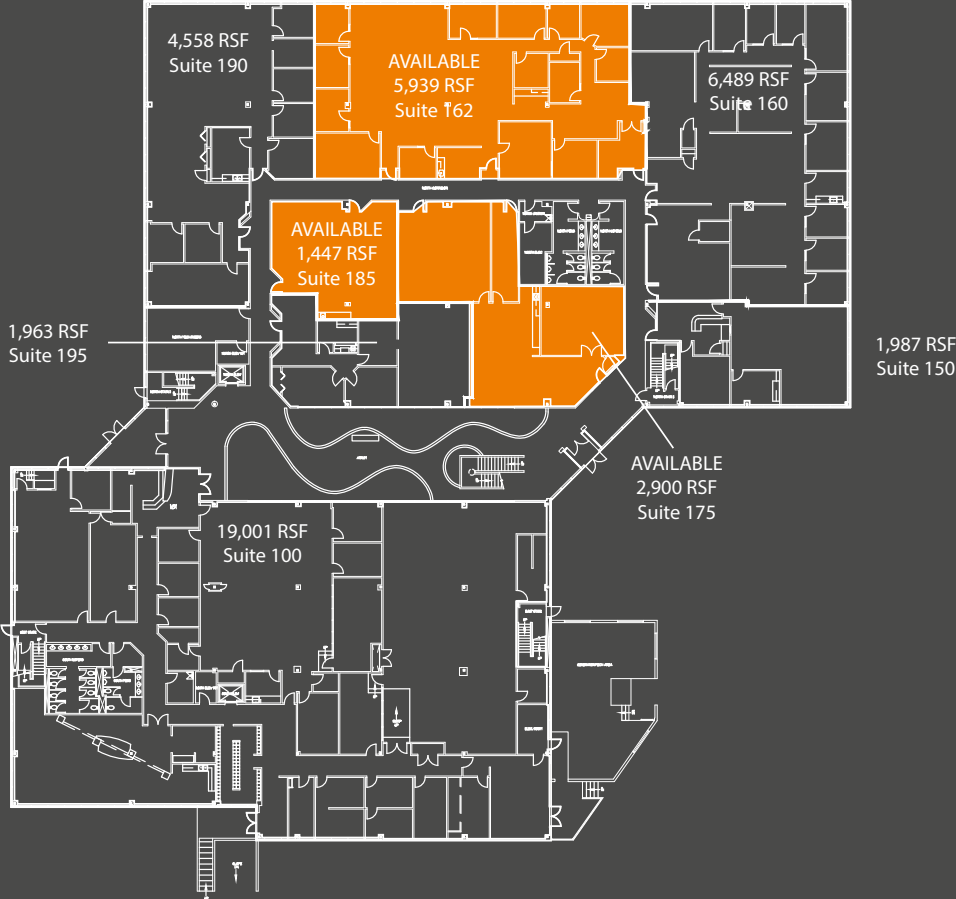 4,558 RSF
Suite 190
AVAILABLE
5,939 RSF
Suite 162
6,489 RSF
Suite 160
AVAILABLE
1,447 RSF
Suite 185
1,963 RSF
Suite 195
1,987 RSF
Suite 150
AVAILABLE
2,900 RSF
Suite 175
19,001 RSF
Suite 100